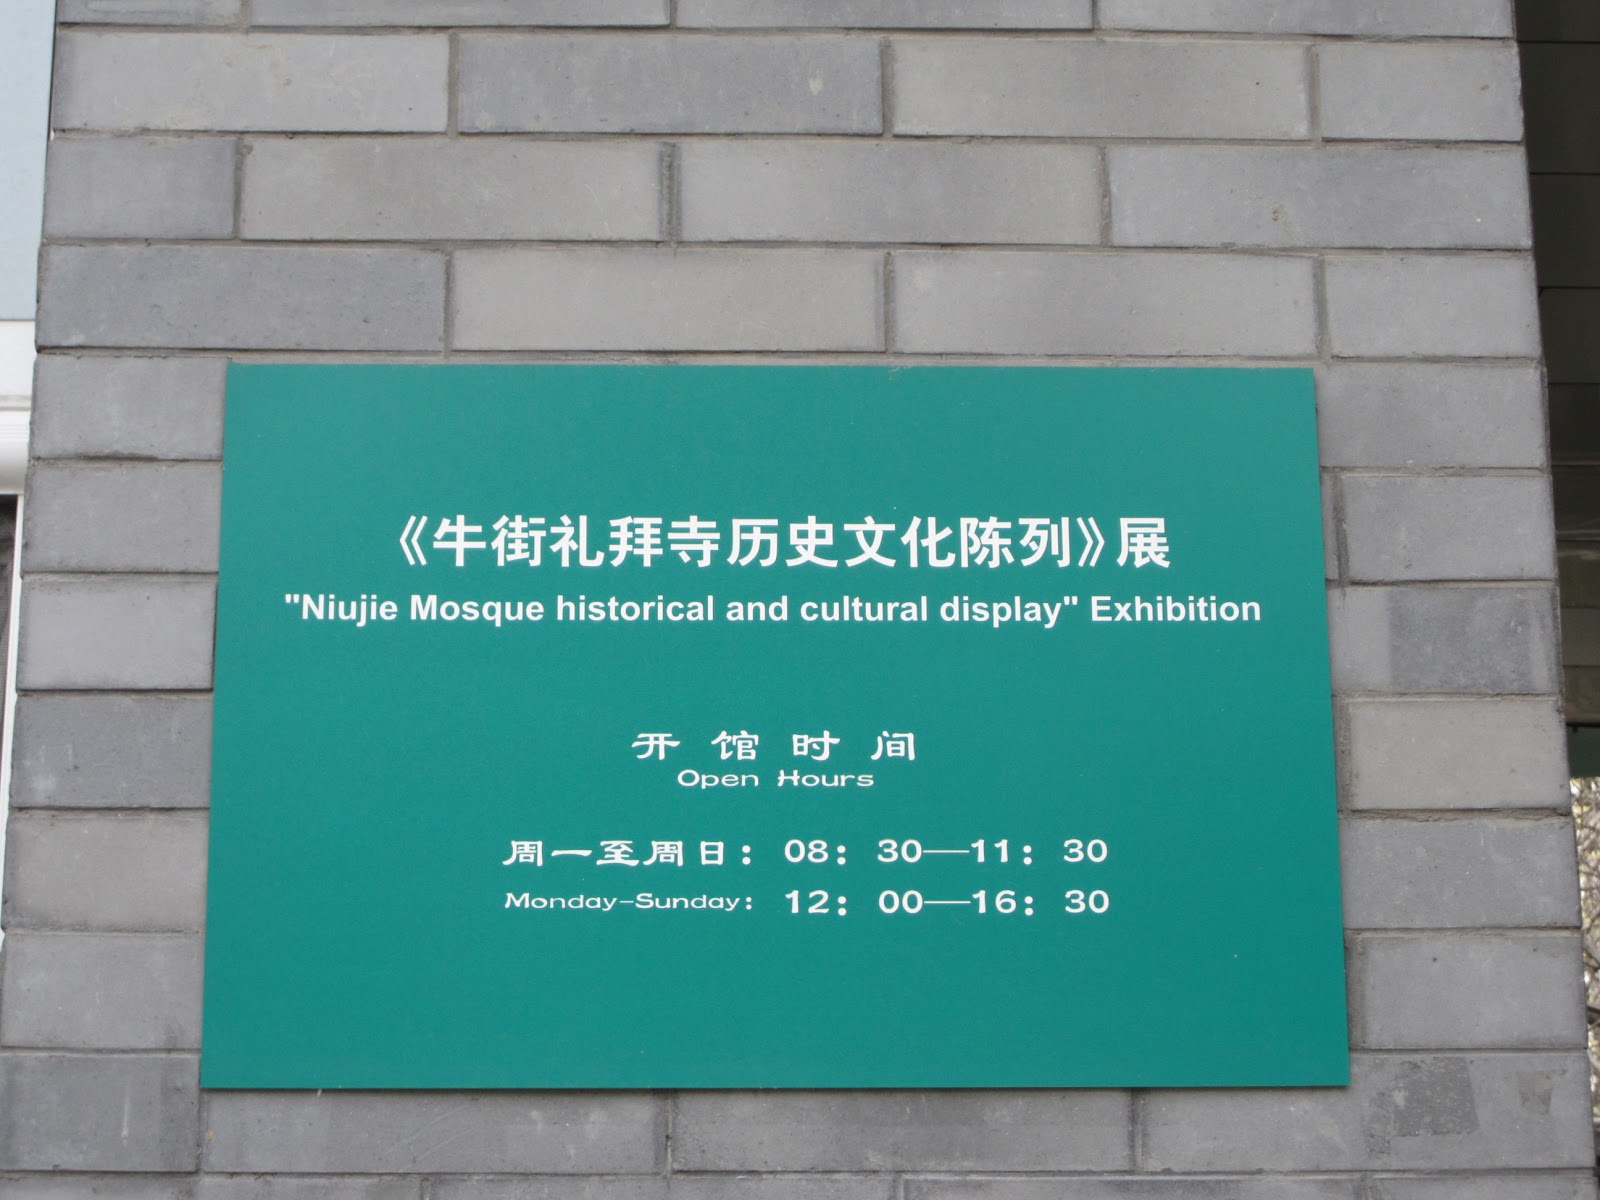 《牛街礼拜寺历史文化陈列》展
"Niujie Mosque historical and cultural display" Exhibition
开馆时间
Open Hours
周一至周日：08：30—11：30
Monday-Sunday：12：00—16：30